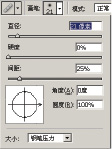 画笔: 21 模式: 正常
直径: 21 像素
硬度: 0%
间距: 25%
角度(A): 0度
圆度(R): 100%
大小: 钢笔压力